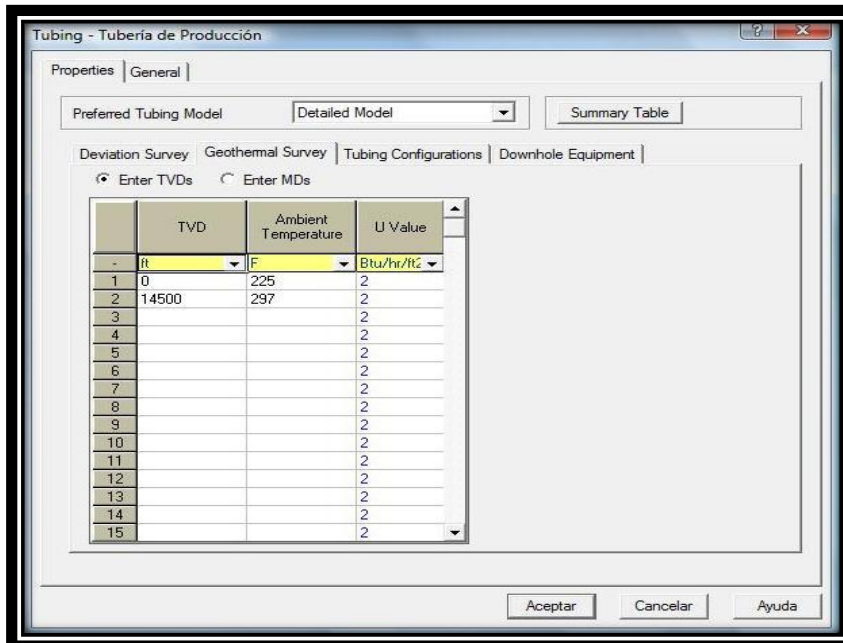 Tubing - Tubería de Producción
Properties General
Preferred Tubing Model Detailed Model Summary Table
Deviation Survey Geothermal Survey Tubing Configurations Downhole Equipment
Enter TVDs Enter MDs
TVD Ambient Temperature U Value
- ft F Btu/hr/ft2
1 0 225 2
2 14500 297 2
3 2
4 2
5 2
6 2
7 2
8 2
9 2
10 2
11 2
12 2
13 2
14 2
15 2
Aceptar Cancelar Ayuda